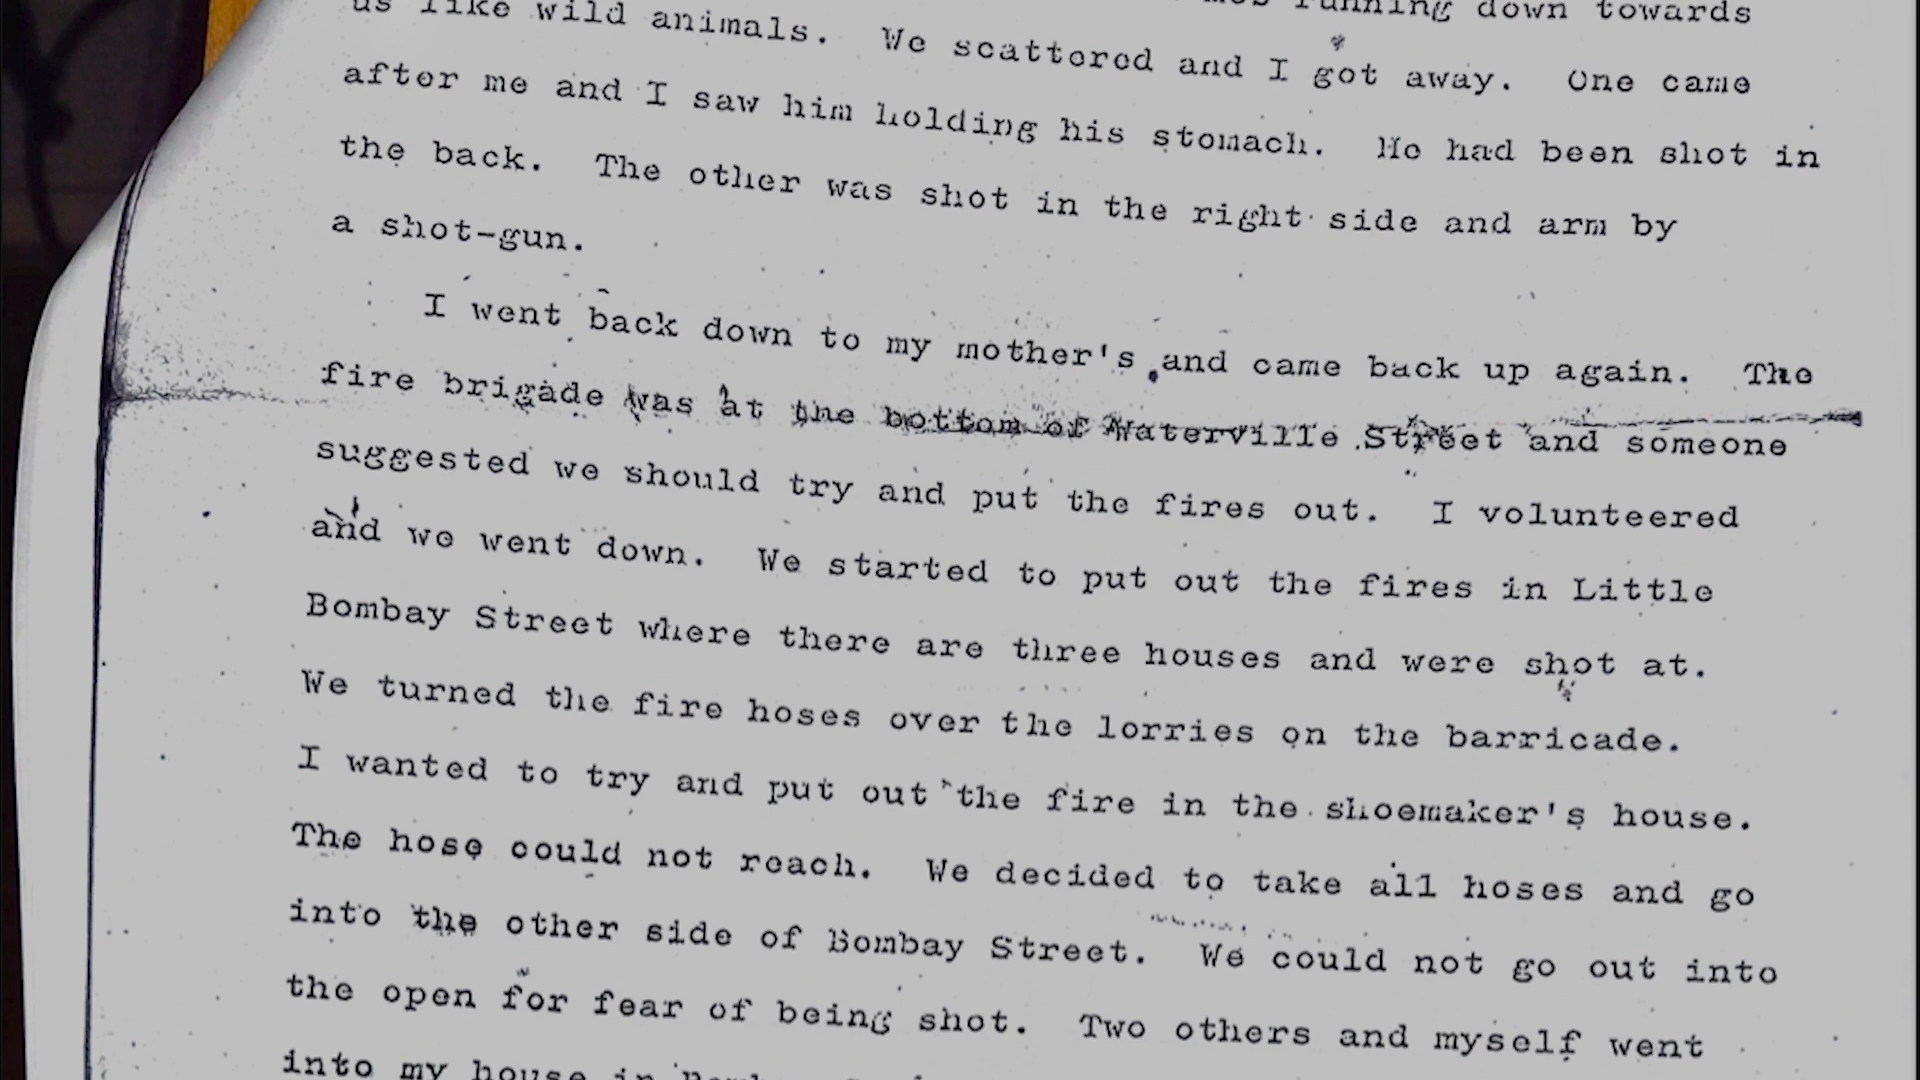 running down towards
us like wild animals. We scattered and I got away. One came
after me and I saw him holding his stomach. He had been shot in
the back. The other was shot in the right side and arm by
a shot-gun.
I went back down to my mother's and came back up again. The
fire brigade was at the bottom of Waterville Street and someone
suggested we should try and put the fires out. I volunteered
and we went down. We started to put out the fires in Little
Bombay Street where there are three houses and were shot at.
We turned the fire hoses over the lorries on the barricade.
I wanted to try and put out the fire in the shoemaker's house.
The hose could not reach. We decided to take all hoses and go
into the other side of Bombay Street. We could not go out into
the open for fear of being shot. Two others and myself went
into my house in